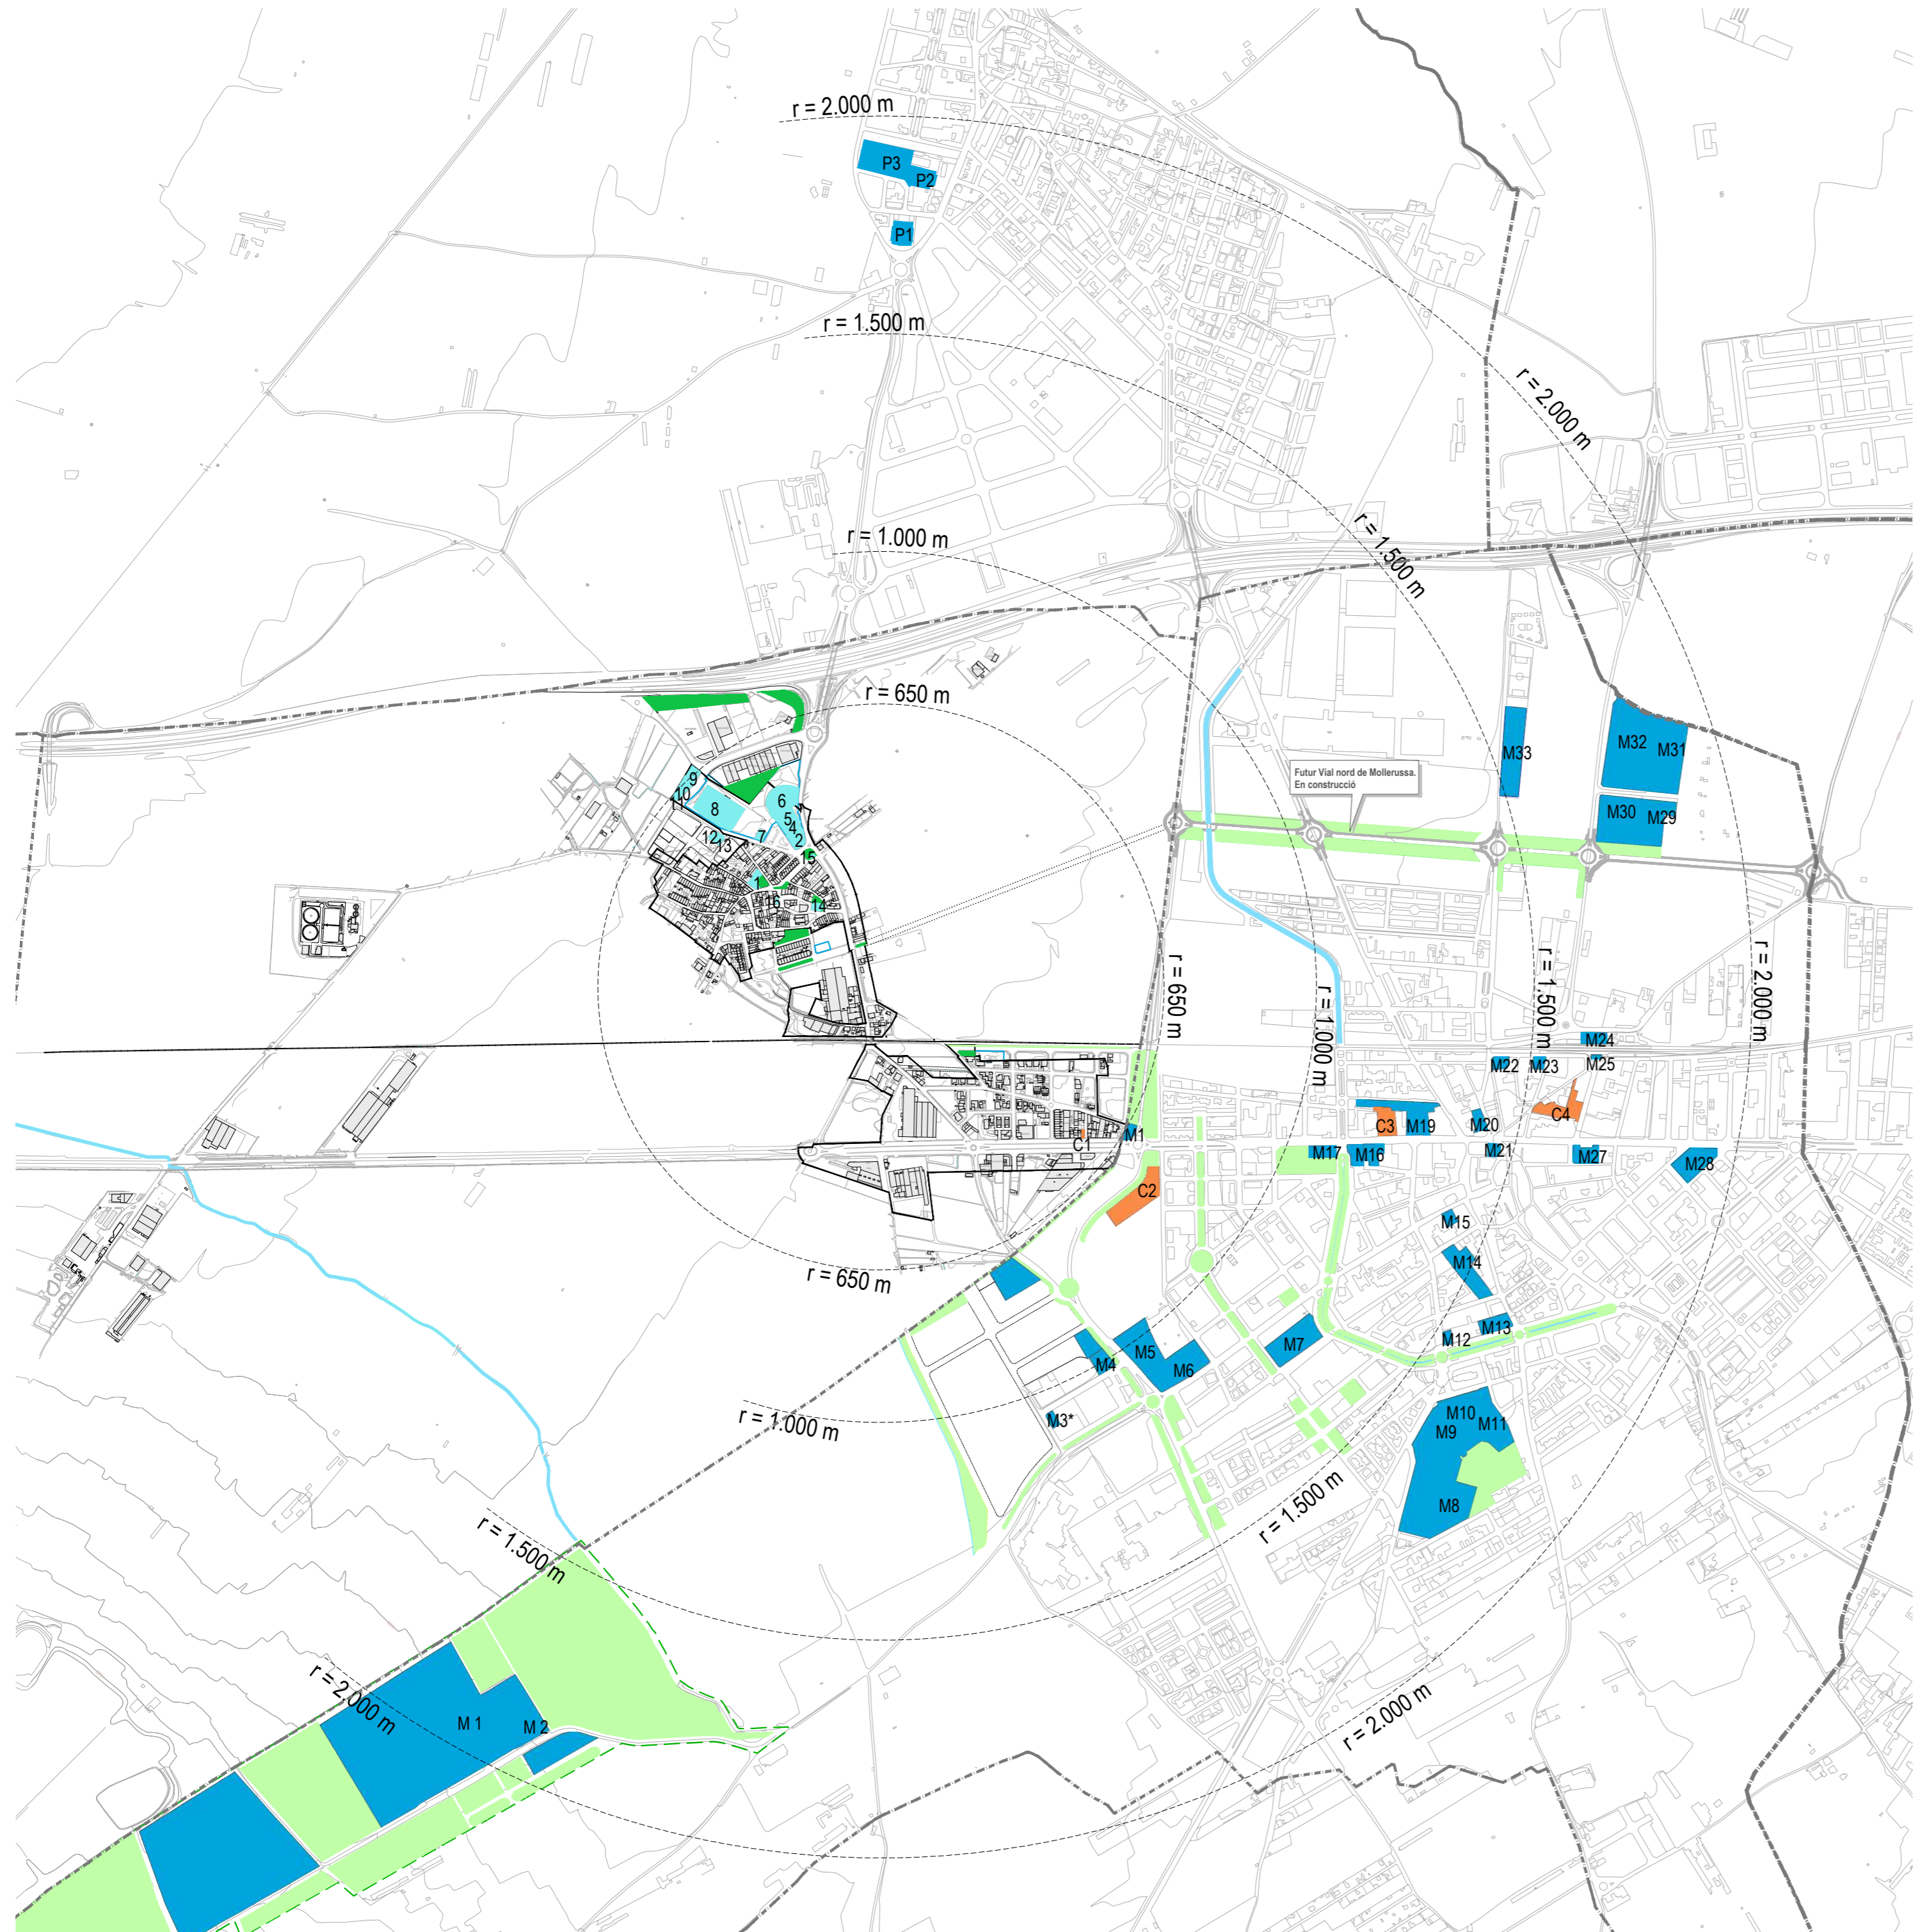 r = 2.000 m
P3
P2
P1
r = 1.500 m
r = 2.000 m
r = 1.000 m
r = 1.500 m
r = 650 m
M33
M32
M31
M30
M29
Futur Vial nord de Mollerussa.
En construcció
9
10
11
8
6
5
4
2
7
12
13
15
1
16
14
r = 650 m
r = 1.000 m
r = 1.500 m
r = 2.000 m
M24
M22
M23
M25
C1
M1
C3
M19
M20
C4
M17
M16
M21
M27
M28
C2
M15
M14
r = 650 m
M13
M12
M5
M4
M6
M7
r = 1.000 m
M3*
M10
M9
M11
M8
r = 1.500 m
r = 1.500 m
r = 2.000 m
M 1
M 2
r = 2.000 m